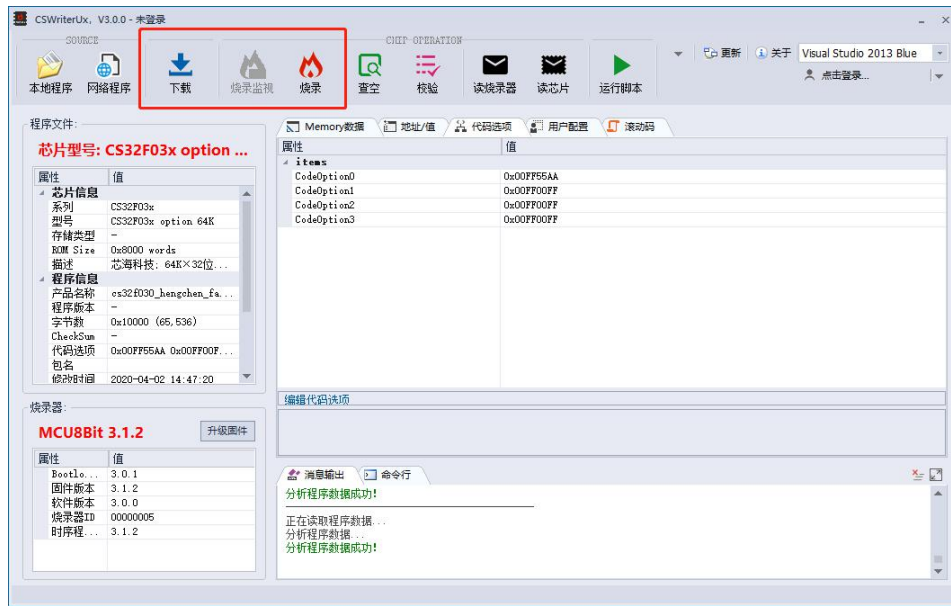 CSWriterUx, V3.0.0 - 未登录
SOURCE
CHIP OPERATION
本地程序 网络程序 下载 烧录监视 烧录 查空 校验 读烧录器 读芯片 运行脚本
更新 关于 Visual Studio 2013 Blue
点击登录...
程序文件:
芯片型号: CS32F03x option ...
属性 值
芯片信息
系列 CS32F03x
型号 CS32F03x option 64K
存储类型 -
ROM Size 0x8000 words
描述 芯海科技: 64K×32位...
程序信息
产品名称 cs32f030_hengchen_fa...
程序版本 -
字节数 0x10000 (65,536)
CheckSum -
代码选项 0x00FF55AA 0x00FF00F...
包名
修改时间 2020-04-02 14:47:20
烧录器:
MCU8Bit 3.1.2 升级固件
属性 值
Bootlo... 3.0.1
固件版本 3.1.2
软件版本 3.0.0
烧录器ID 00000005
时序程... 3.1.2
Memory数据 地址/值 代码选项 用户配置 滚动码
属性 值
items
CodeOption0 0x00FF55AA
CodeOption1 0x00FF00FF
CodeOption2 0x00FF00FF
CodeOption3 0x00FF00FF
编辑代码选项
消息输出 命令行
分析程序数据成功!
正在读取程序数据...
分析程序数据...
分析程序数据成功!